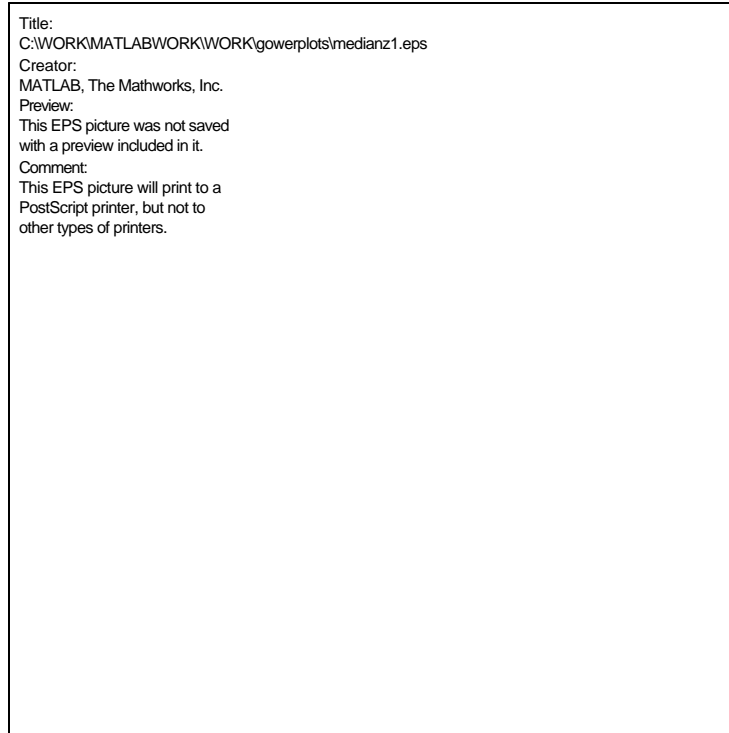 Title:
C:\WORK\MATLABWORK\WORK\gowerplots\medianz1.eps
Creator:
MATLAB, The Mathworks, Inc.
Preview:
This EPS picture was not saved
with a preview included in it.
Comment:
This EPS picture will print to a
PostScript printer, but not to
other types of printers.